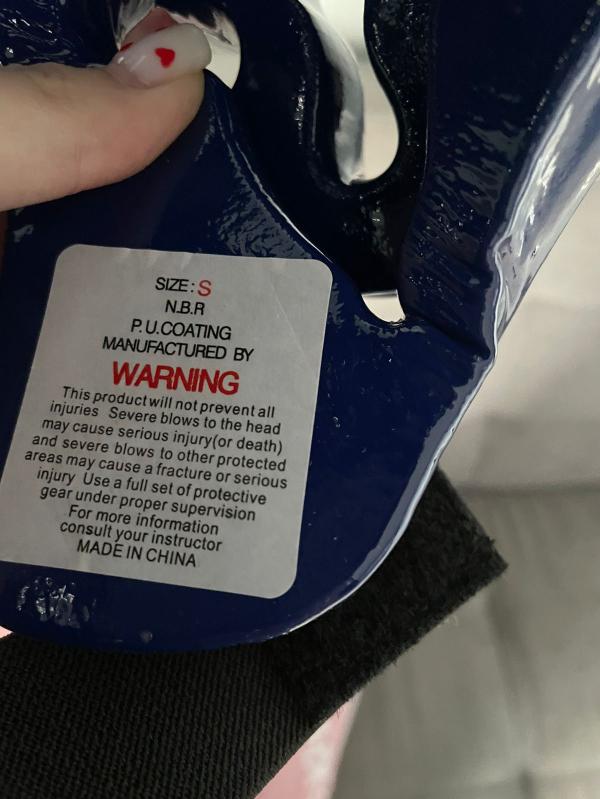 SIZE: S
N.B.R
P.U.COATING
MANUFACTURED BY
WARNING
This product will not prevent all
injuries Severe blows to the head
may cause serious injury(or death)
and severe blows to other protected
areas may cause a fracture or serious
injury Use a full set of protective
gear under proper supervision
For more information
consult your instructor
MADE IN CHINA